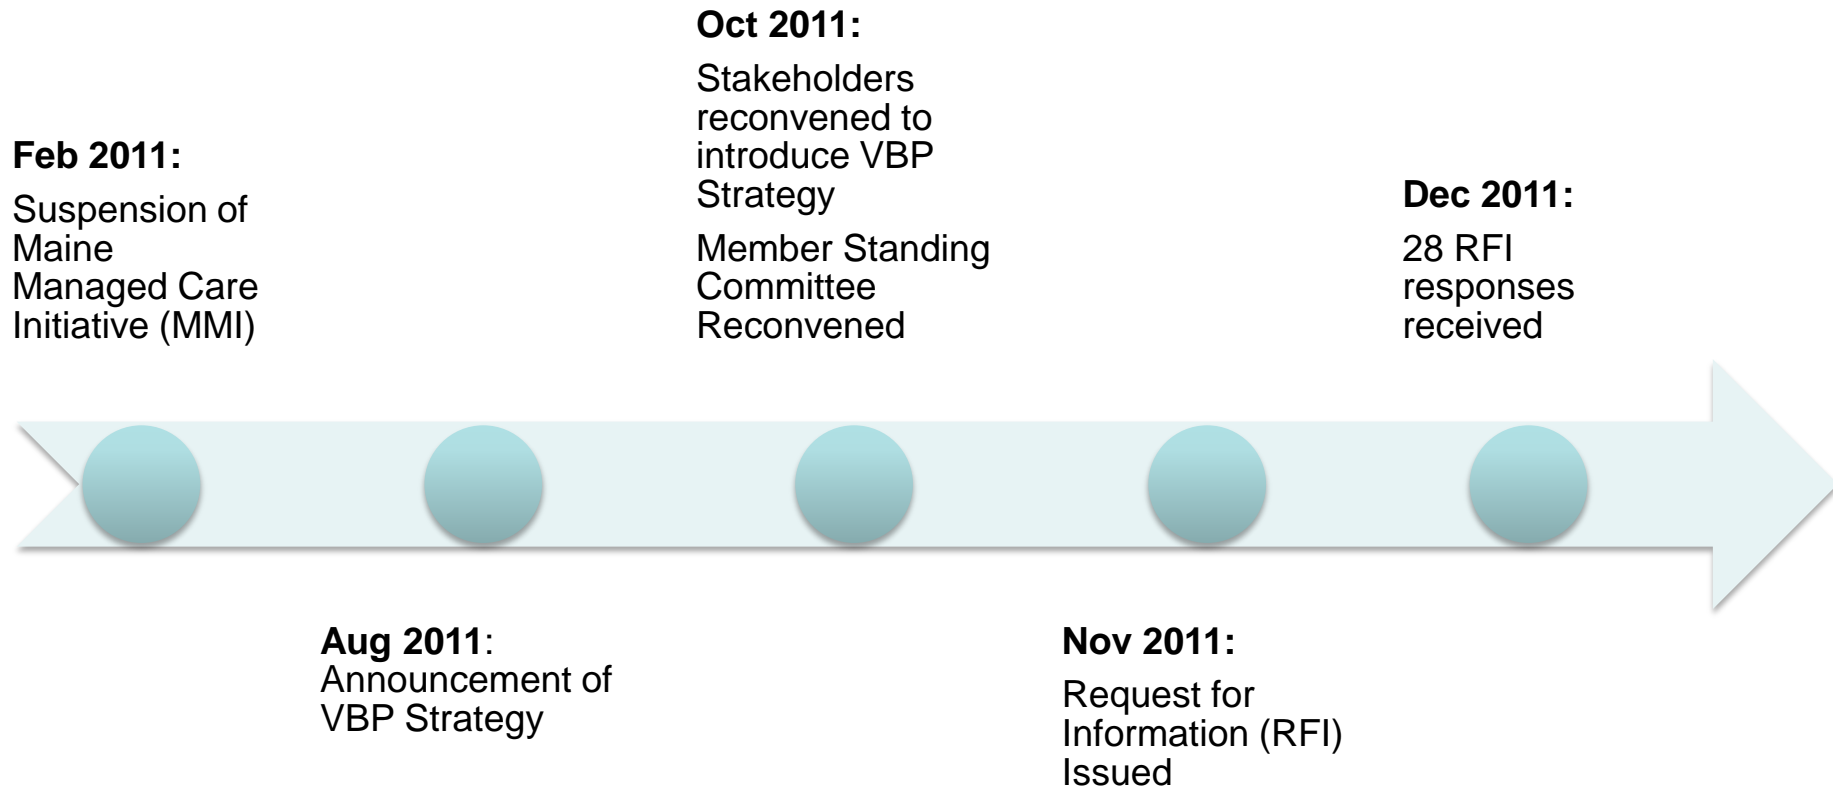 Feb 2011:
Suspension of
Maine
Managed Care
Initiative (MMI)
Aug 2011:
Announcement of
VBP Strategy
Oct 2011:
Stakeholders
reconvened to
introduce VBP
Strategy
Member Standing
Committee
Reconvened
Nov 2011:
Request for
Information (RFI)
Issued
Dec 2011:
28 RFI
responses
received